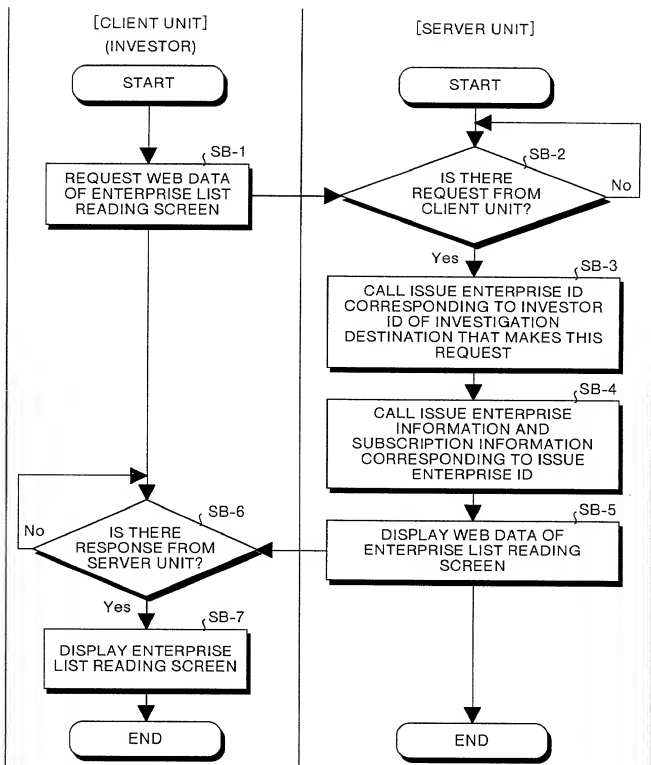 [CLIENT UNIT]
(INVESTOR)
[SERVER UNIT]
START
START
SB-1
REQUEST WEB DATA
OF ENTERPRISE LIST
READING SCREEN
SB-2
IS THERE
REQUEST FROM
CLIENT UNIT?
No
Yes
SB-3
CALL ISSUE ENTERPRISE ID
CORRESPONDING TO INVESTOR
ID OF INVESTIGATION
DESTINATION THAT MAKES THIS
REQUEST
SB-4
CALL ISSUE ENTERPRISE
INFORMATION AND
SUBSCRIPTION INFORMATION
CORRESPONDING TO ISSUE
ENTERPRISE ID
SB-5
DISPLAY WEB DATA OF
ENTERPRISE LIST READING
SCREEN
SB-6
IS THERE
RESPONSE FROM
SERVER UNIT?
No
Yes
SB-7
DISPLAY ENTERPRISE
LIST READING SCREEN
END
END